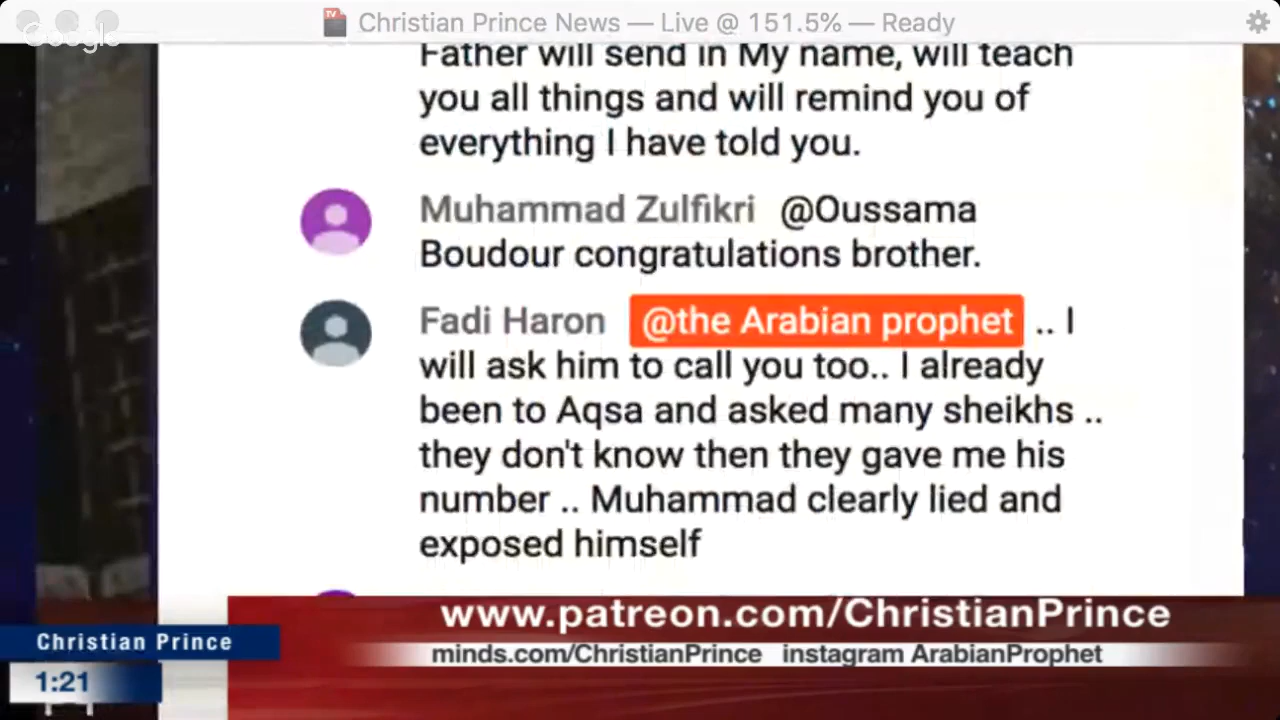 Christian Prince News — Live @ 151.5% — Ready
Google
Father will send in My name, will teach
you all things and will remind you of
everything I have told you.
Muhammad Zulfikri @Oussama
Boudour congratulations brother.
Fadi Haron @the Arabian prophet .. I
will ask him to call you too.. I already
been to Aqsa and asked many sheikhs ..
they don't know then they gave me his
number .. Muhammad clearly lied and
exposed himself
www.patreon.com/ChristianPrince
Christian Prince
minds.com/ChristianPrince instagram ArabianProphet
1:21